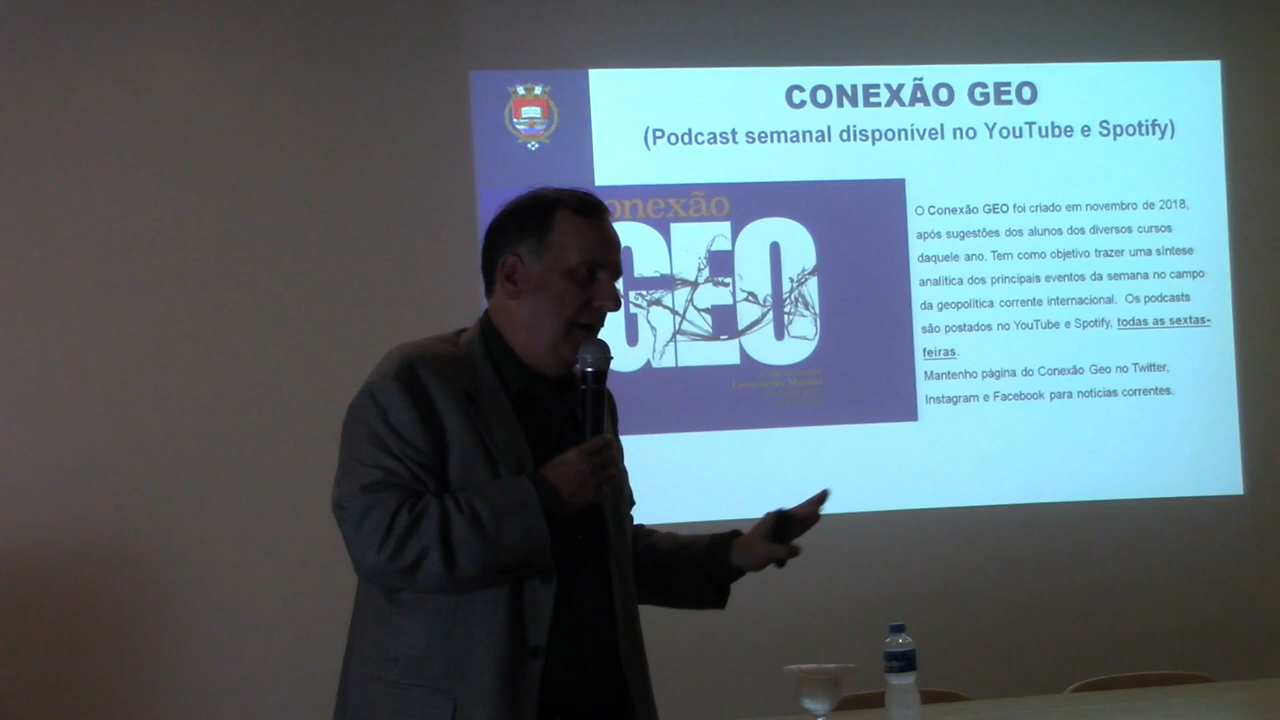 CONEXÃO GEO
(Podcast semanal disponível no YouTube e Spotify)
onexão
GEO
O Conexão GEO foi criado em novembro de 2018,
após sugestões dos alunos dos diversos cursos
daquele ano. Tem como objetivo trazer uma síntese
analítica dos principais eventos da semana no campo
da geopolítica corrente internacional. Os podcasts
são postados no YouTube e Spotify, todas as sextas-
feiras.
Mantenho página do Conexão Geo no Twitter,
Instagram e Facebook para noticias correntes.